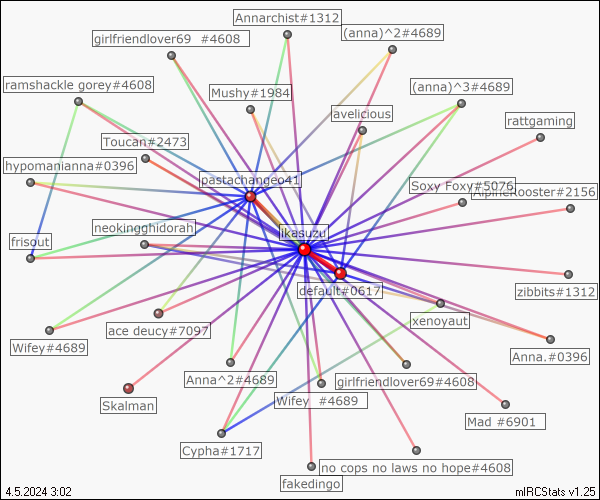 Annarchist#1312
(anna)^2#4689
girlfriendlover69 #4608
ramshackle gorey#4608
Mushy#1984
(anna)^3#4689
avelicious
rattgaming
Toucan#2473
hypomanianna#0396
pastachangeo41
Soxy Foxy#5076
AlpineRooster#2156
neokingghidorah
ikasuzu
frisout
default#0617
zibbits#1312
xenoyaut
ace deucy#7097
Wifey#4689
Anna.#0396
Anna^2#4689
girlfriendlover69#4608
Wifey #4689
Skalman
Mad #6901
Cypha#1717
no cops no laws no hope#4608
fakedingo
4.5.2024 3:02
mIRCStats v1.25